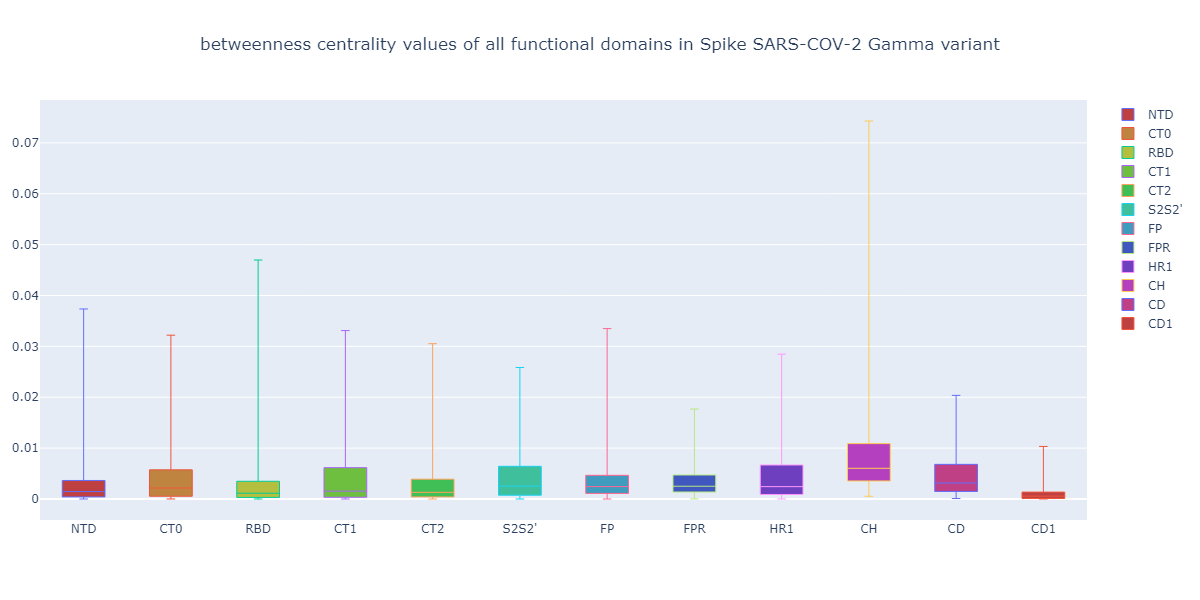 betweenness centrality values of all functional domains in Spike SARS-COV-2 Gamma variant
0.07
0.06
0.05
0.04
0.03
0.02
0.01
0
NTD CT0 RBD CT1 CT2 S2S2' FP FPR HR1 CH CD CD1
NTD
CT0
RBD
CT1
CT2
S2S2'
FP
FPR
HR1
CH
CD
CD1